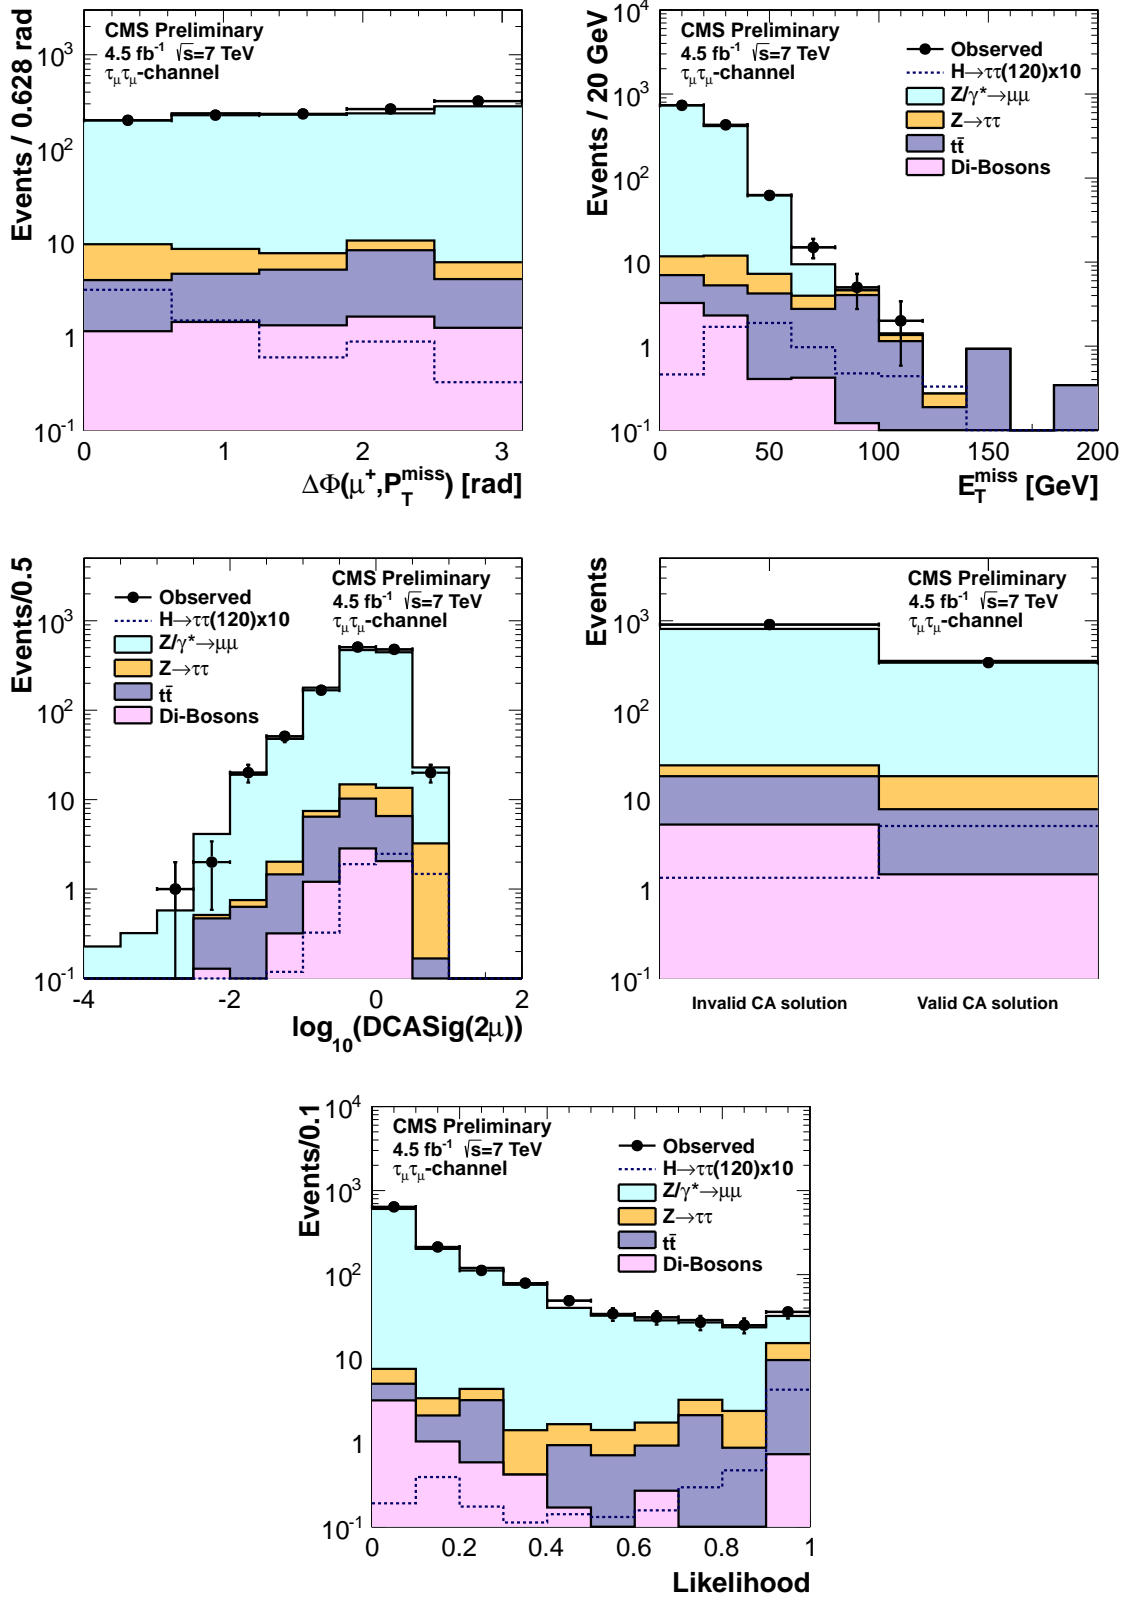 CMS Preliminary
4.5 fb⁻¹ √s=7 TeV
τμτμ-channel
Events / 0.628 rad
10³
10²
10
1
10⁻¹
0 1 2 3
ΔΦ(μ⁺,P_T^miss) [rad]
CMS Preliminary
4.5 fb⁻¹ √s=7 TeV
τμτμ-channel
Observed
H→ττ(120)x10
Z/γ*→μμ
Z→ττ
tt̄
Di-Bosons
Events / 20 GeV
10⁴
10³
10²
10
1
10⁻¹
0 50 100 150 200
E_T^miss [GeV]
CMS Preliminary
4.5 fb⁻¹ √s=7 TeV
τμτμ-channel
Observed
H→ττ(120)x10
Z/γ*→μμ
Z→ττ
tt̄
Di-Bosons
Events/0.5
10³
10²
10
1
10⁻¹
-4 -2 0 2
log₁₀(DCASig(2μ))
CMS Preliminary
4.5 fb⁻¹ √s=7 TeV
τμτμ-channel
Events
10³
10²
10
1
10⁻¹
Invalid CA solution Valid CA solution
CMS Preliminary
4.5 fb⁻¹ √s=7 TeV
τμτμ-channel
Observed
H→ττ(120)x10
Z/γ*→μμ
Z→ττ
tt̄
Di-Bosons
Events/0.1
10⁴
10³
10²
10
1
10⁻¹
0 0.2 0.4 0.6 0.8 1
Likelihood